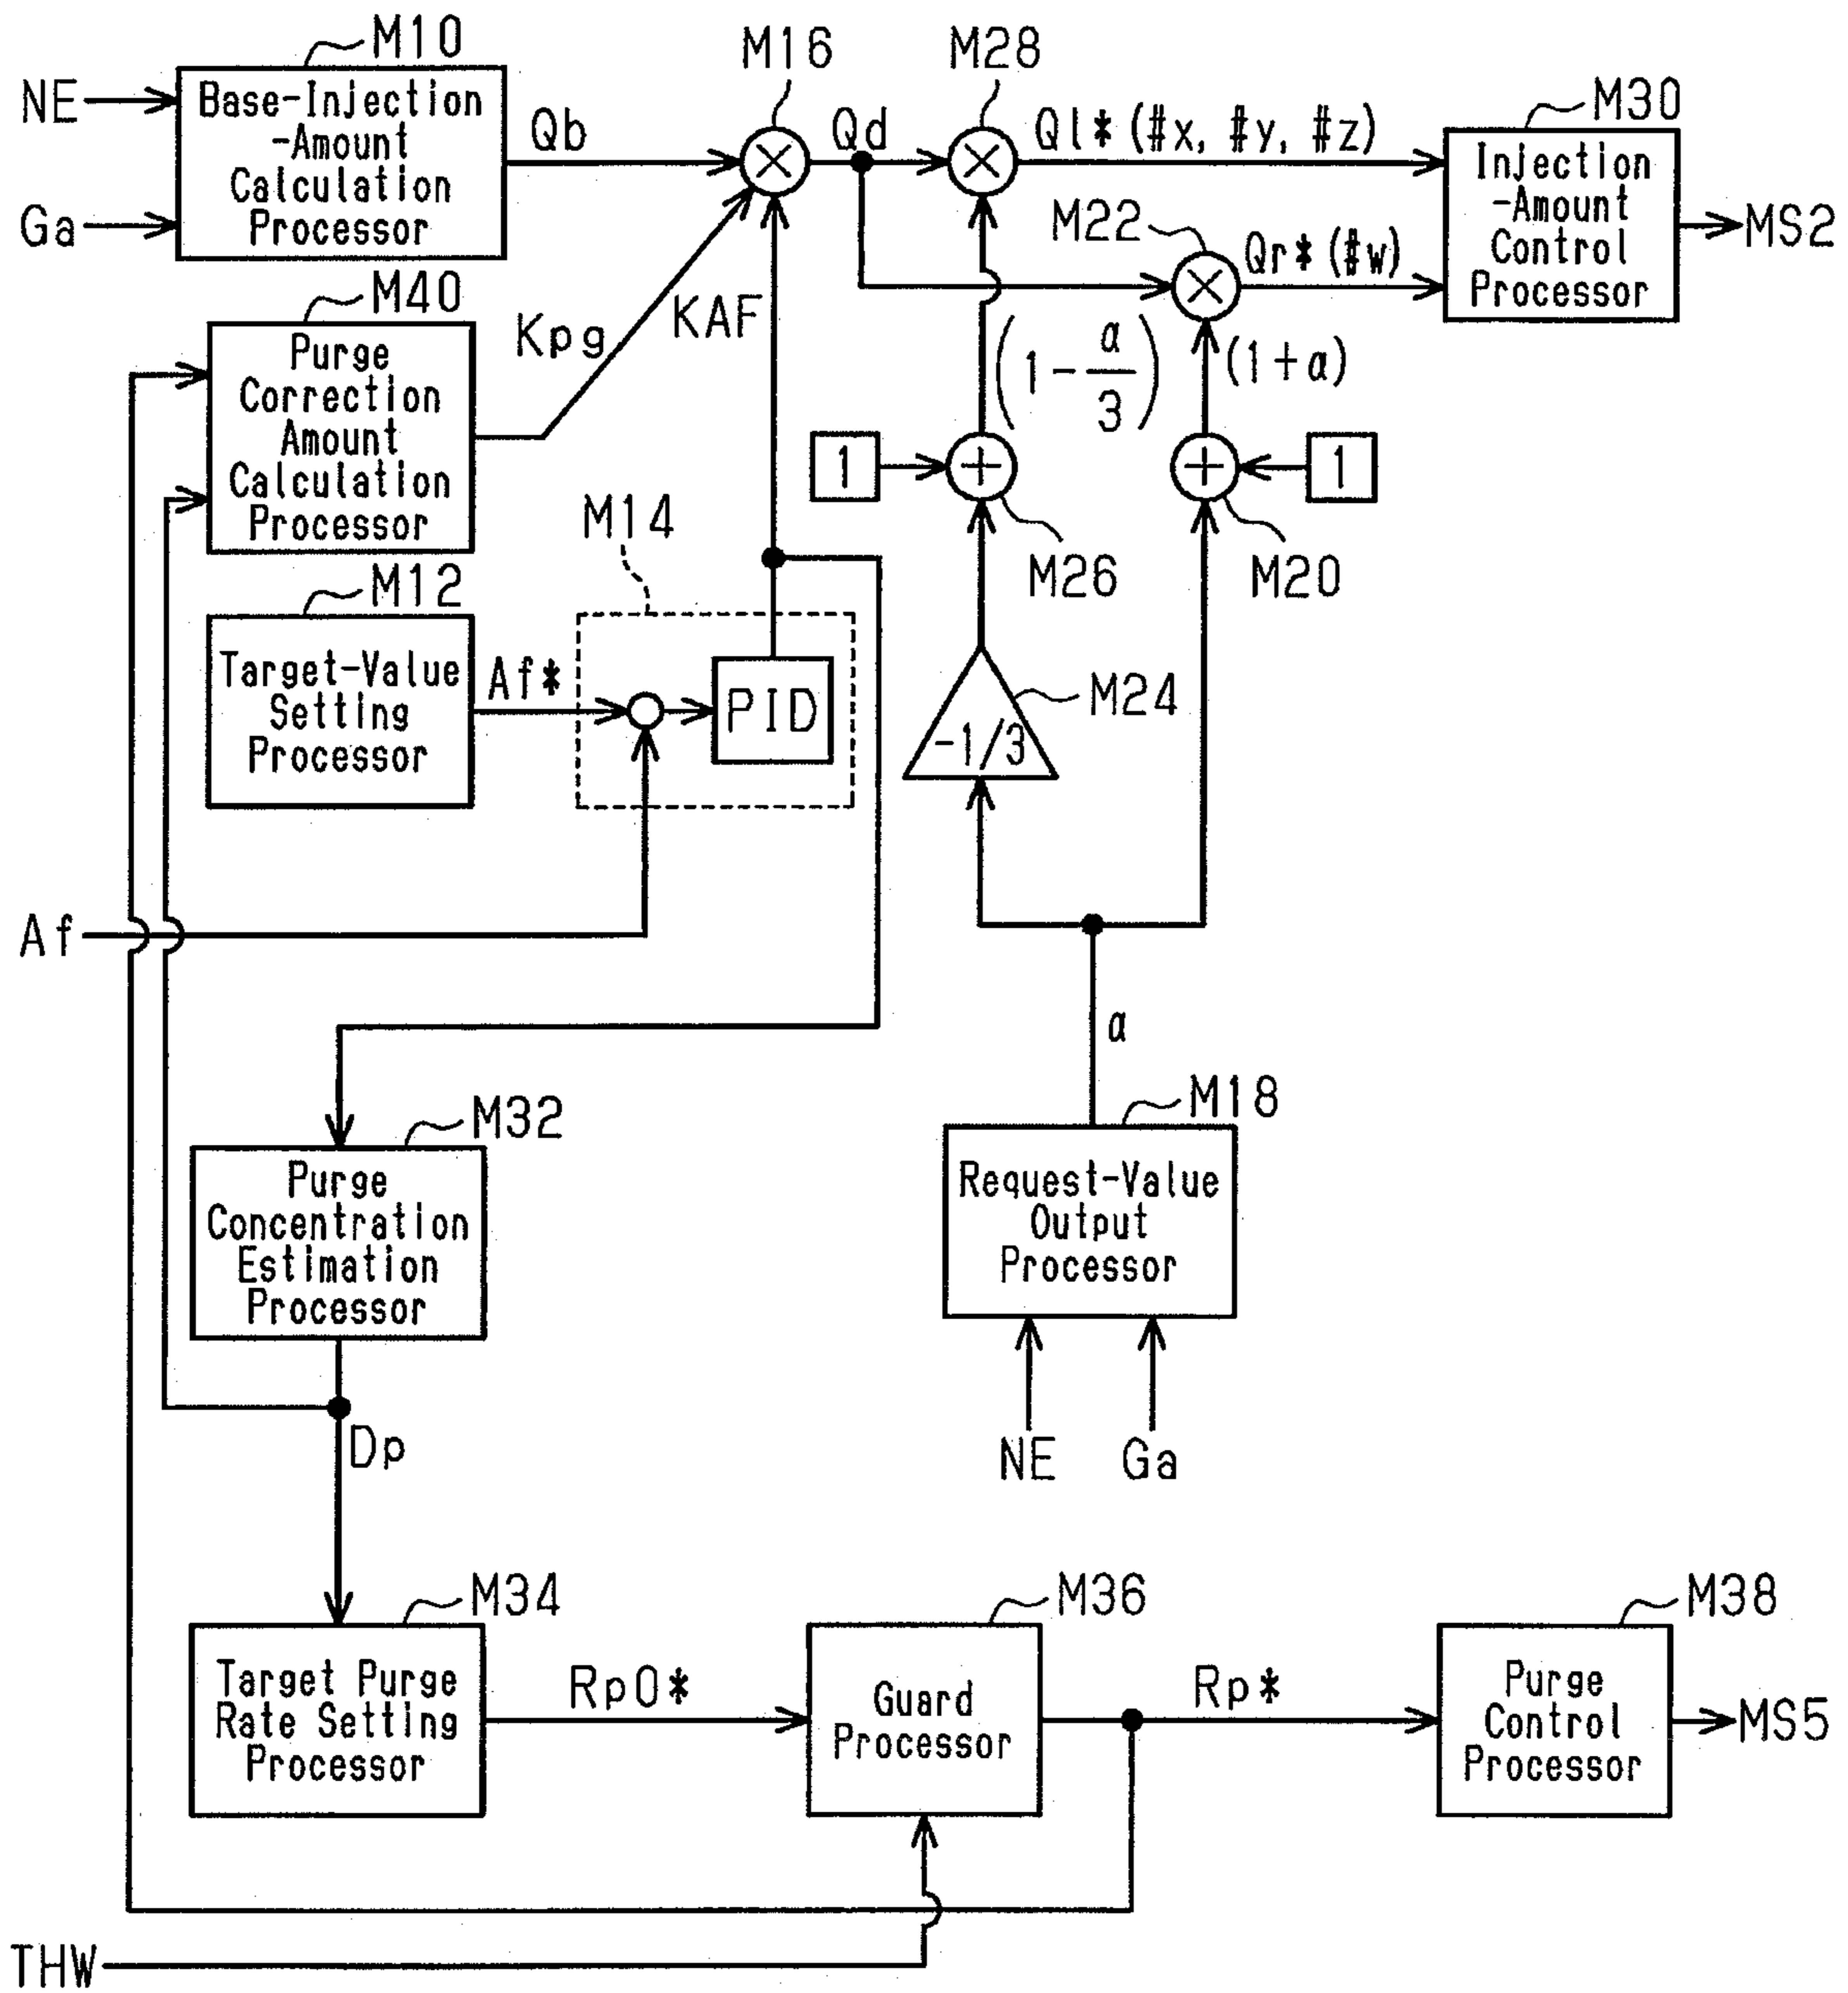 M10
M16
M28
M30
NE
Base-Injection
-Amount
Calculation
Processor
Ga
Qb
Qd
Ql* (#x, #y, #z)
Injection
-Amount
Control
Processor
MS2
M22
Qr* (#w)
M40
Purge
Correction
Amount
Calculation
Processor
Kpg
KAF
(1 - α/3)
(1+α)
1
+
+
1
M26
M20
M14
M12
Target-Value
Setting
Processor
Af*
PID
M24
-1/3
Af
α
M32
Purge
Concentration
Estimation
Processor
M18
Request-Value
Output
Processor
NE
Ga
Dp
M34
Target Purge
Rate Setting
Processor
Rp0*
M36
Guard
Processor
Rp*
M38
Purge
Control
Processor
MS5
THW